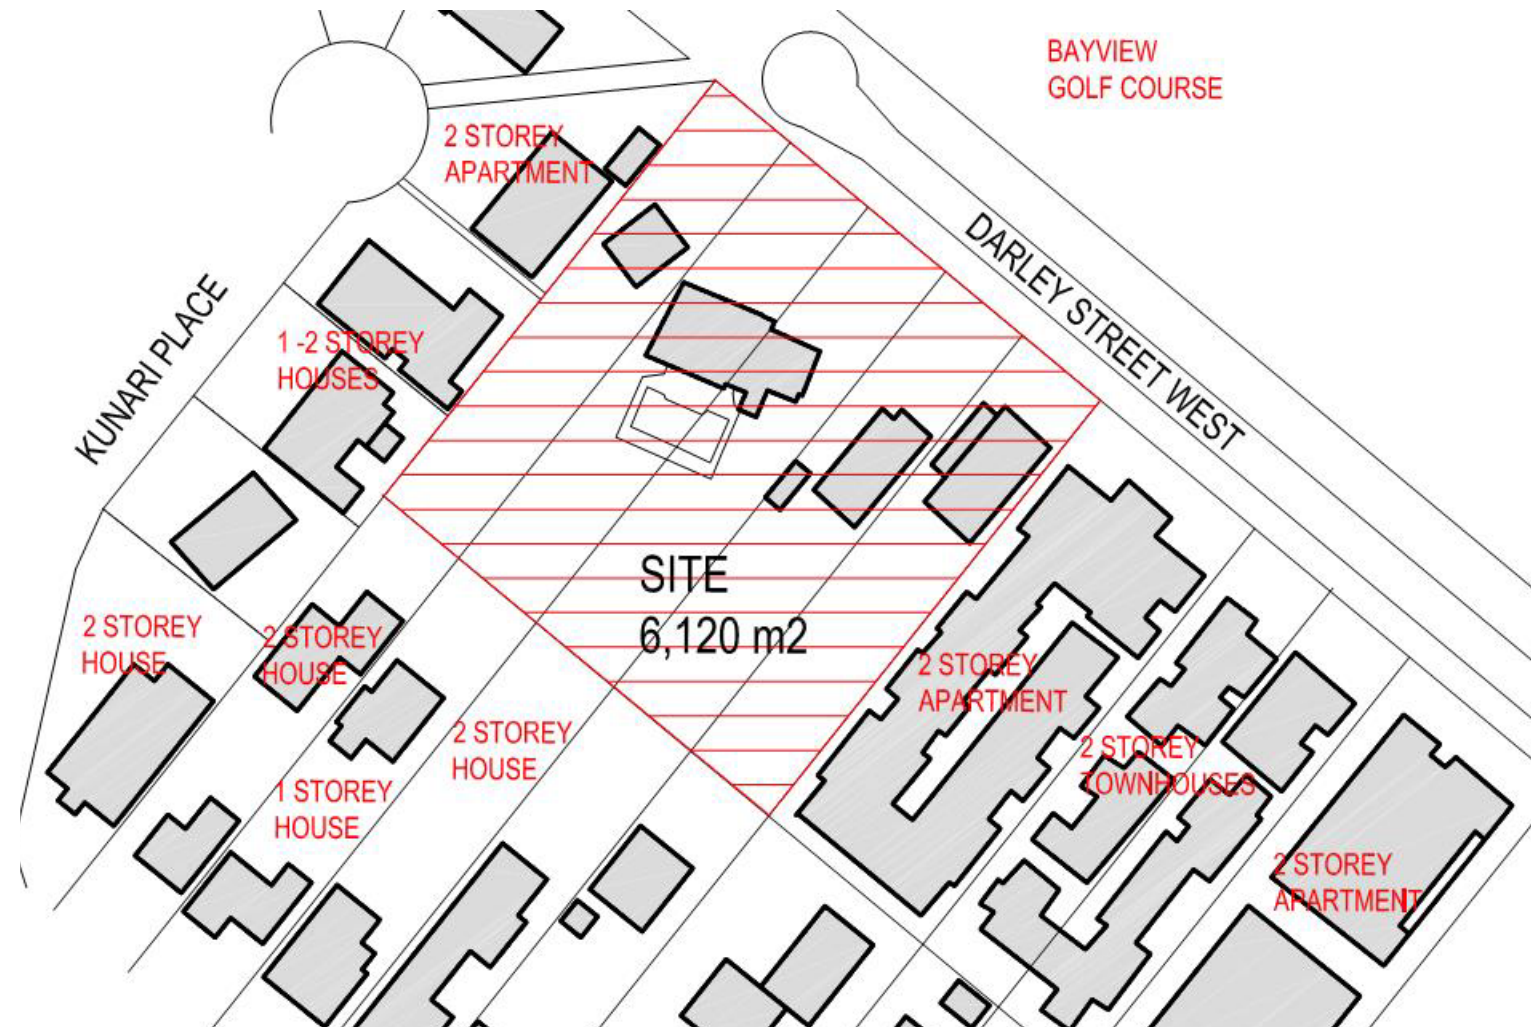 BAYVIEW
GOLF COURSE
2 STOREY
APARTMENT
DARLEY STREET WEST
KUNARI PLACE
1 -2 STOREY
HOUSES
SITE
6,120 m2
2 STOREY
HOUSE
2 STOREY
HOUSE
2 STOREY
APARTMENT
2 STOREY
HOUSE
2 STOREY
TOWNHOUSES
1 STOREY
HOUSE
2 STOREY
APARTMENT